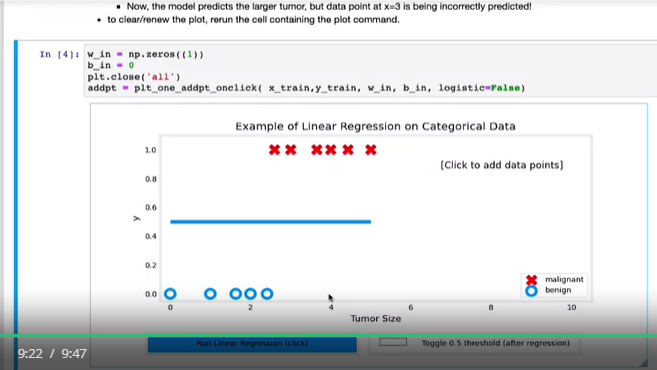 Now, the model predicts the larger tumor, but data point at x=3 is being incorrectly predicted!
to clear/renew the plot, rerun the cell containing the plot command.
In [4]: w_in = np.zeros((1))
b_in = 0
plt.close('all')
addpt = plt_one_addpt_onclick( x_train,y_train, w_in, b_in, logistic=False)
Example of Linear Regression on Categorical Data
1.0
[Click to add data points]
0.8
0.6
y
0.4
0.2
malignant
benign
0.0
0 2 4 6 8 10
Tumor Size
Run Linear Regression (click)
Toggle 0.5 threshold (after regression)
9:22 / 9:47